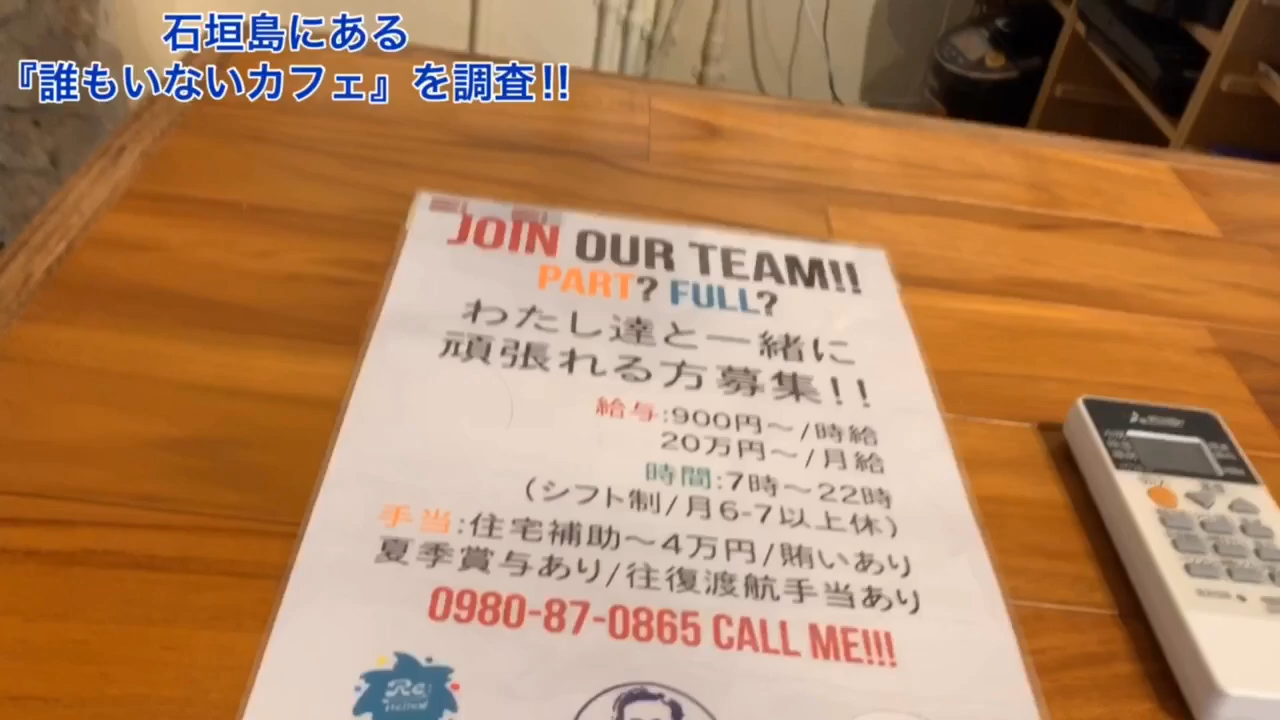 石垣島にある
『誰もいないカフェ』を調査!!
JOIN OUR TEAM!!
PART? FULL?
わたし達と一緒に
頑張れる方募集!!
給与:900円～/時給
20万円～/月給
時間:7時～22時
(シフト制/月6-7以上休)
手当:住宅補助～4万円/賄いあり
夏季賞与あり/往復渡航手当あり
0980-87-0865 CALL ME!!!
Re